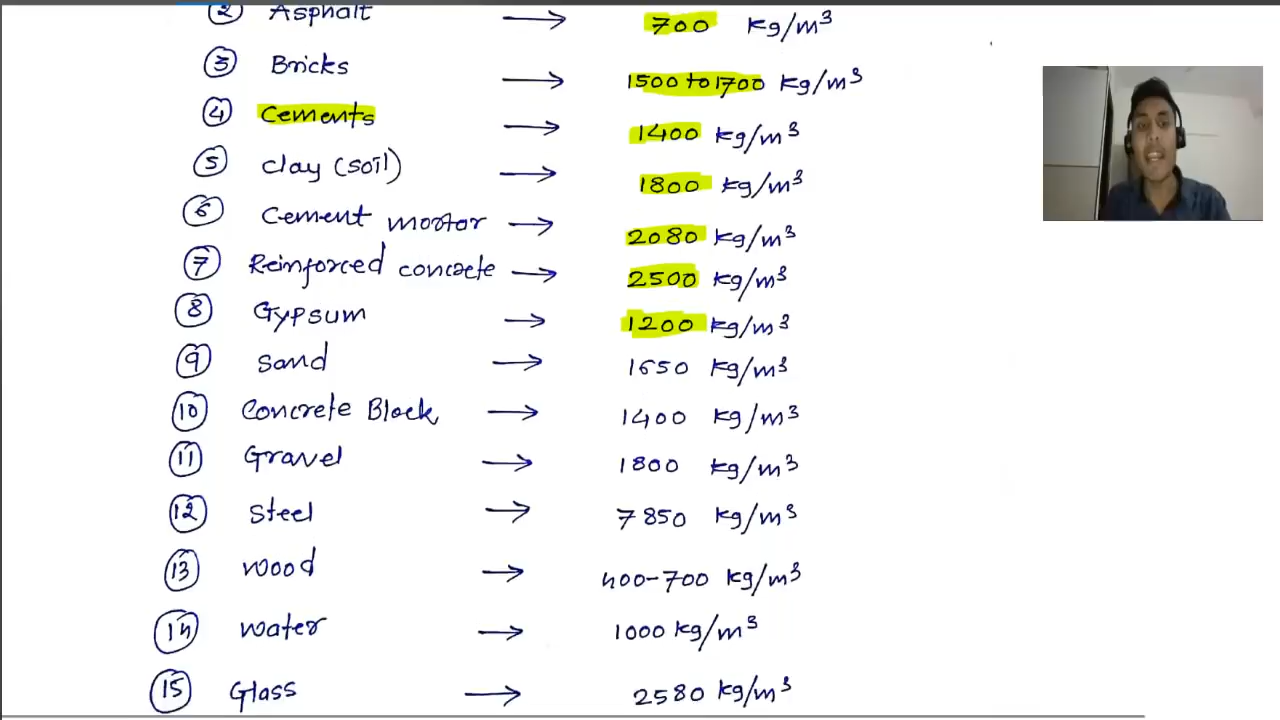 ② Asphalt → 700 kg/m³
③ Bricks → 1500 to 1700 kg/m³
④ Cements → 1400 kg/m³
⑤ clay (soil) → 1800 kg/m³
⑥ Cement mortor → 2080 kg/m³
⑦ Reinforced concrete → 2500 kg/m³
⑧ Gypsum → 1200 kg/m³
⑨ Sand → 1650 kg/m³
⑩ Concrete Block → 1400 kg/m³
⑪ Gravel → 1800 kg/m³
⑫ Steel → 7850 kg/m³
⑬ wood → 400-700 kg/m³
⑭ water → 1000 kg/m³
⑮ Glass → 2580 kg/m³